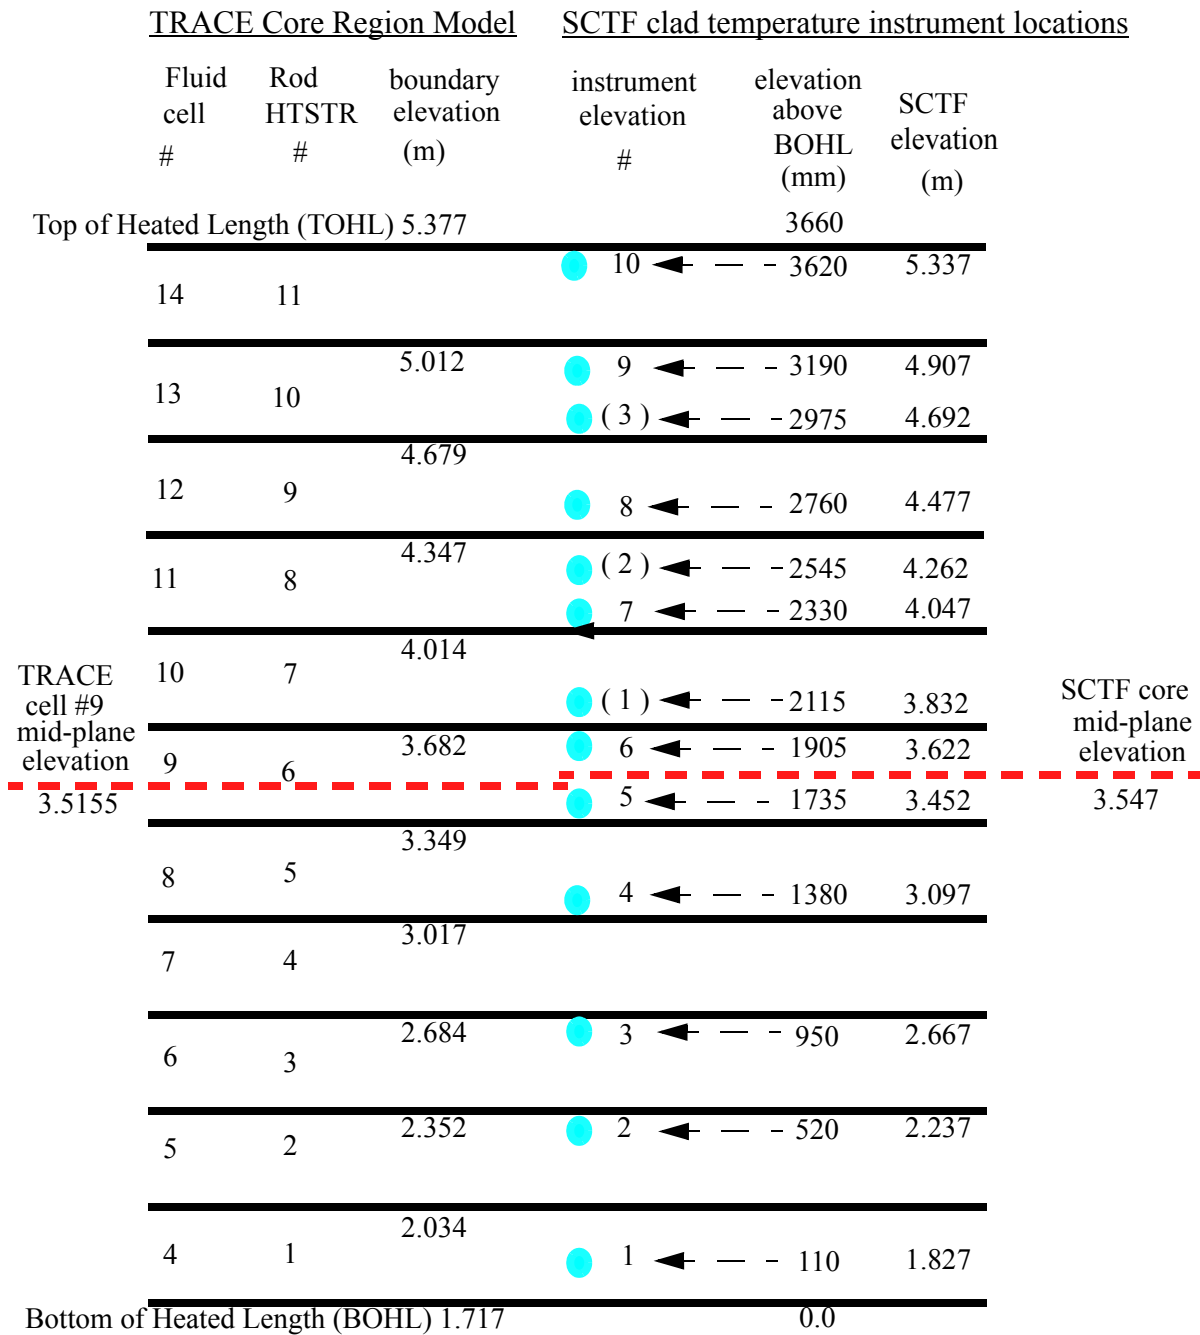 TRACE Core Region Model SCTF clad temperature instrument locations
Fluid cell # Rod HTSTR # boundary elevation (m) instrument elevation # elevation above BOHL (mm) SCTF elevation (m)
Top of Heated Length (TOHL) 5.377 3660
10 3620 5.337
14 11
5.012 9 3190 4.907
13 10
( 3 ) 2975 4.692
4.679
12 9 8 2760 4.477
4.347 ( 2 ) 2545 4.262
11 8
7 2330 4.047
4.014
10 7
( 1 ) 2115 3.832
TRACE cell #9 mid-plane elevation
3.5155
3.682 6 1905 3.622
9 6
5 1735 3.452
SCTF core mid-plane elevation
3.547
3.349
8 5 4 1380 3.097
3.017
7 4
2.684 3 950 2.667
6 3
2.352 2 520 2.237
5 2
2.034
4 1 1 110 1.827
Bottom of Heated Length (BOHL) 1.717 0.0